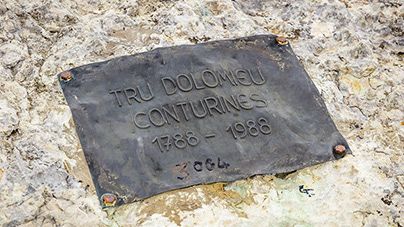 TRU DOLOMIEU
CONTURINES
1788 - 1988
3064